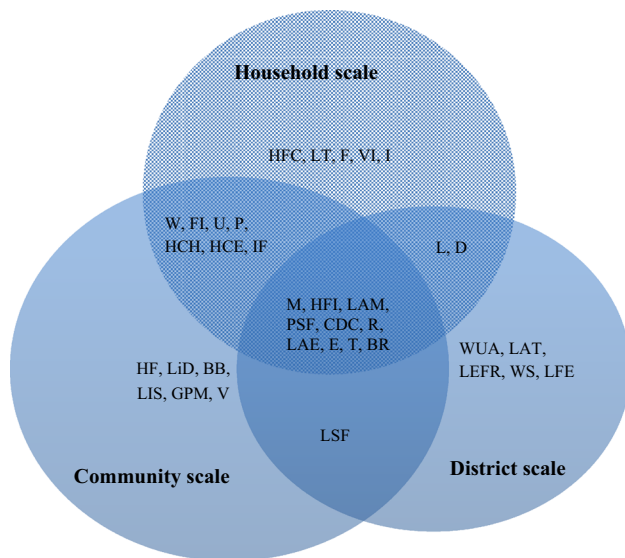 Household scale
HFC, LT, F, VI, I
W, FI, U, P,
HCH, HCE, IF
L, D
M, HFI, LAM,
PSF, CDC, R,
LAE, E, T, BR
HF, LiD, BB,
LIS, GPM, V
WUA, LAT,
LEFR, WS, LFE
LSF
Community scale
District scale